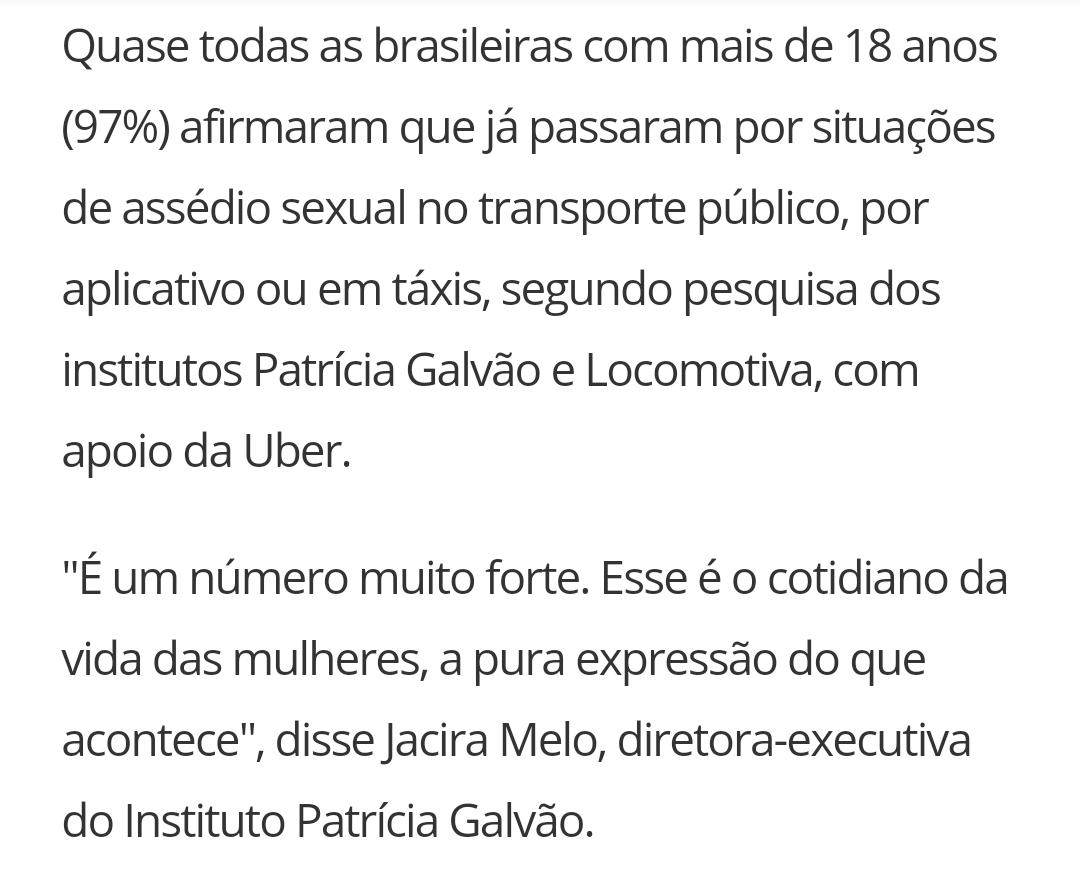 Quase todas as brasileiras com mais de 18 anos
(97%) afirmaram que já passaram por situações
de assédio sexual no transporte público, por
aplicativo ou em táxis, segundo pesquisa dos
institutos Patrícia Galvão e Locomotiva, com
apoio da Uber.
"É um número muito forte. Esse é o cotidiano da
vida das mulheres, a pura expressão do que
acontece", disse Jacira Melo, diretora-executiva
do Instituto Patrícia Galvão.